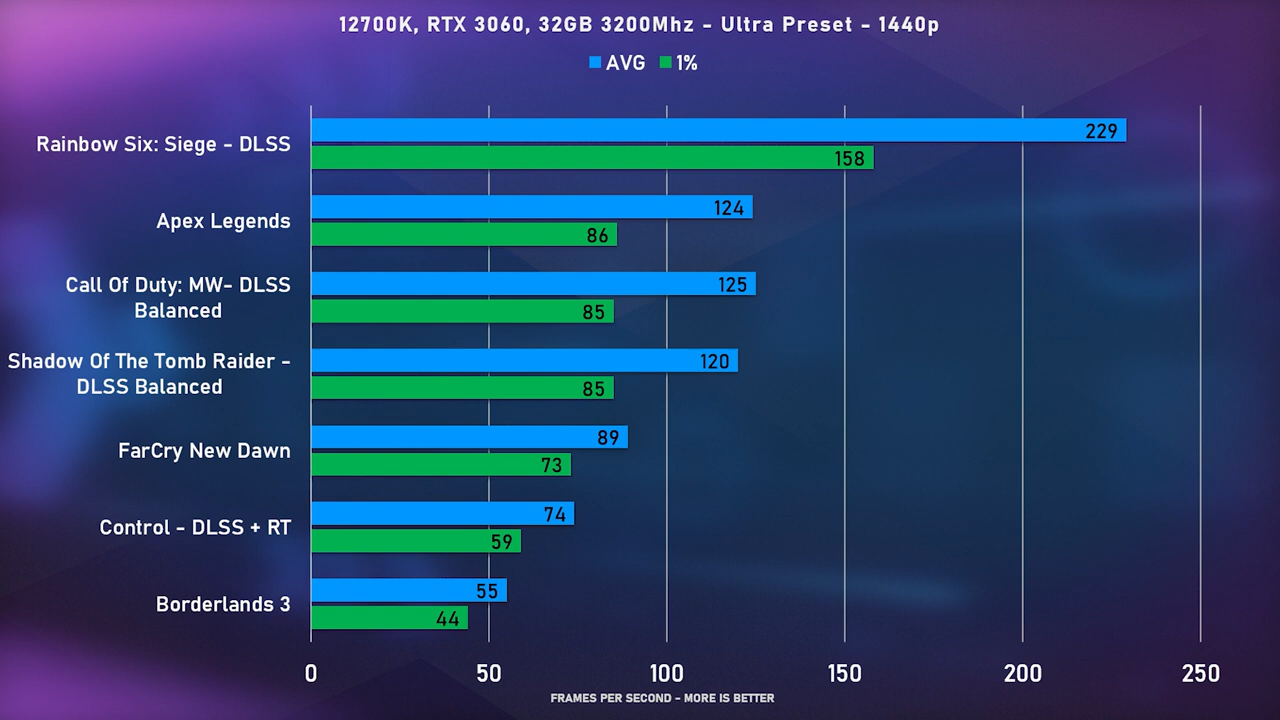 12700K, RTX 3060, 32GB 3200Mhz - Ultra Preset - 1440p
AVG 1%
Rainbow Six: Siege - DLSS
229
158
Apex Legends
124
86
Call Of Duty: MW- DLSS
Balanced
125
85
Shadow Of The Tomb Raider -
DLSS Balanced
120
85
FarCry New Dawn
89
73
Control - DLSS + RT
74
59
Borderlands 3
55
44
0 50 100 150 200 250
FRAMES PER SECOND - MORE IS BETTER